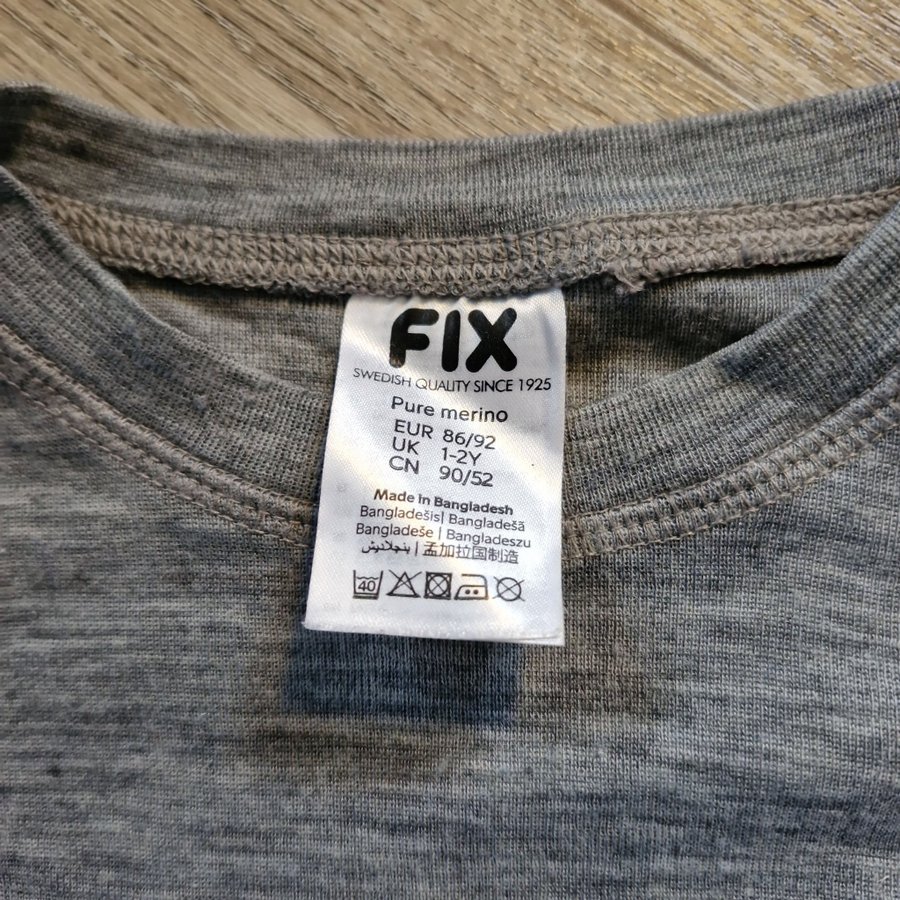 FIX
SWEDISH QUALITY SINCE 1925
Pure merino
EUR 86/92
UK 1-2Y
CN 90/52
Made in Bangladesh
Bangladešis| Bangladešā
Bangladeše | Bangladeszu
بنجلاديش | 孟加拉国制造
40